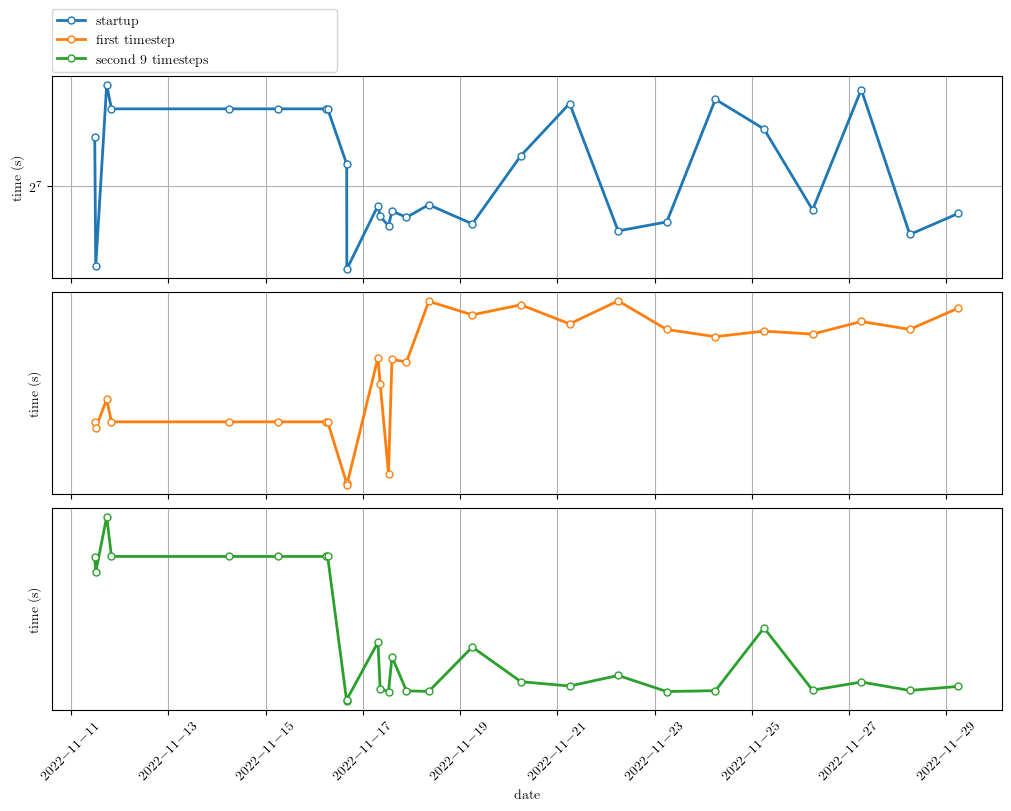 startup
first timestep
second 9 timesteps
time (s)
2⁷
time (s)
time (s)
2022−11−11
2022−11−13
2022−11−15
2022−11−17
2022−11−19
2022−11−21
2022−11−23
2022−11−25
2022−11−27
2022−11−29
date